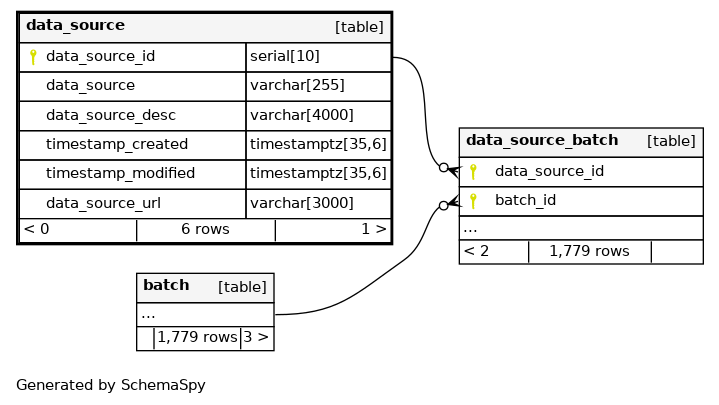 data_source [table]
data_source_id serial[10]
data_source varchar[255]
data_source_desc varchar[4000]
timestamp_created timestamptz[35,6]
timestamp_modified timestamptz[35,6]
data_source_url varchar[3000]
< 0 6 rows 1 >
data_source_batch [table]
data_source_id
batch_id
...
< 2 1,779 rows
batch [table]
...
1,779 rows 3 >
Generated by SchemaSpy